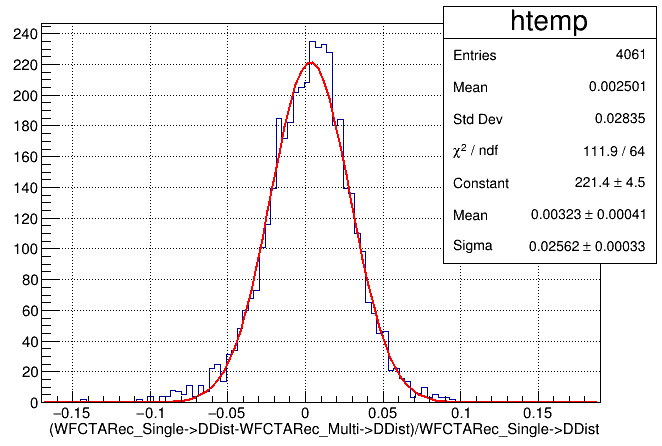 htemp
Entries 4061
Mean 0.002501
Std Dev 0.02835
χ² / ndf 111.9 / 64
Constant 221.4 ± 4.5
Mean 0.00323 ± 0.00041
Sigma 0.02562 ± 0.00033
240
220
200
180
160
140
120
100
80
60
40
20
0
−0.15 −0.1 −0.05 0 0.05 0.1 0.15
(WFCTARec_Single->DDist-WFCTARec_Multi->DDist)/WFCTARec_Single->DDist